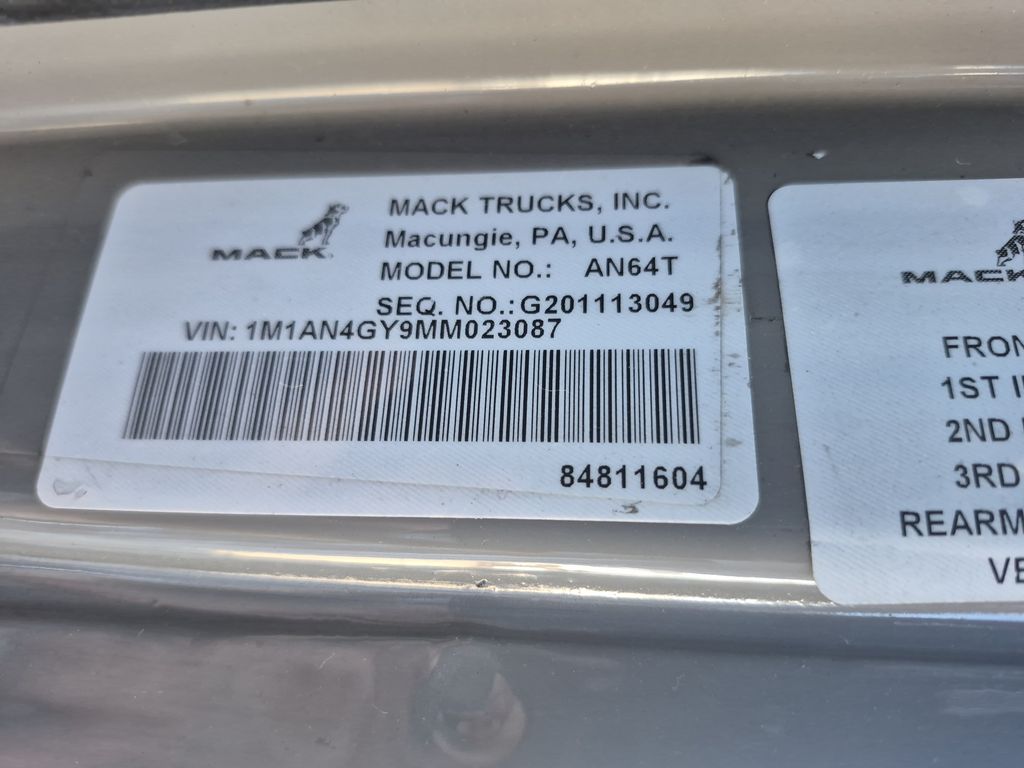 MACK
MACK TRUCKS, INC.
Macungie, PA, U.S.A.
MODEL NO.: AN64T
SEQ. NO.:G201113049
VIN: 1M1AN4GY9MM023087
84811604
MACK
FRON
1ST
2ND
3RD
REARM
VE